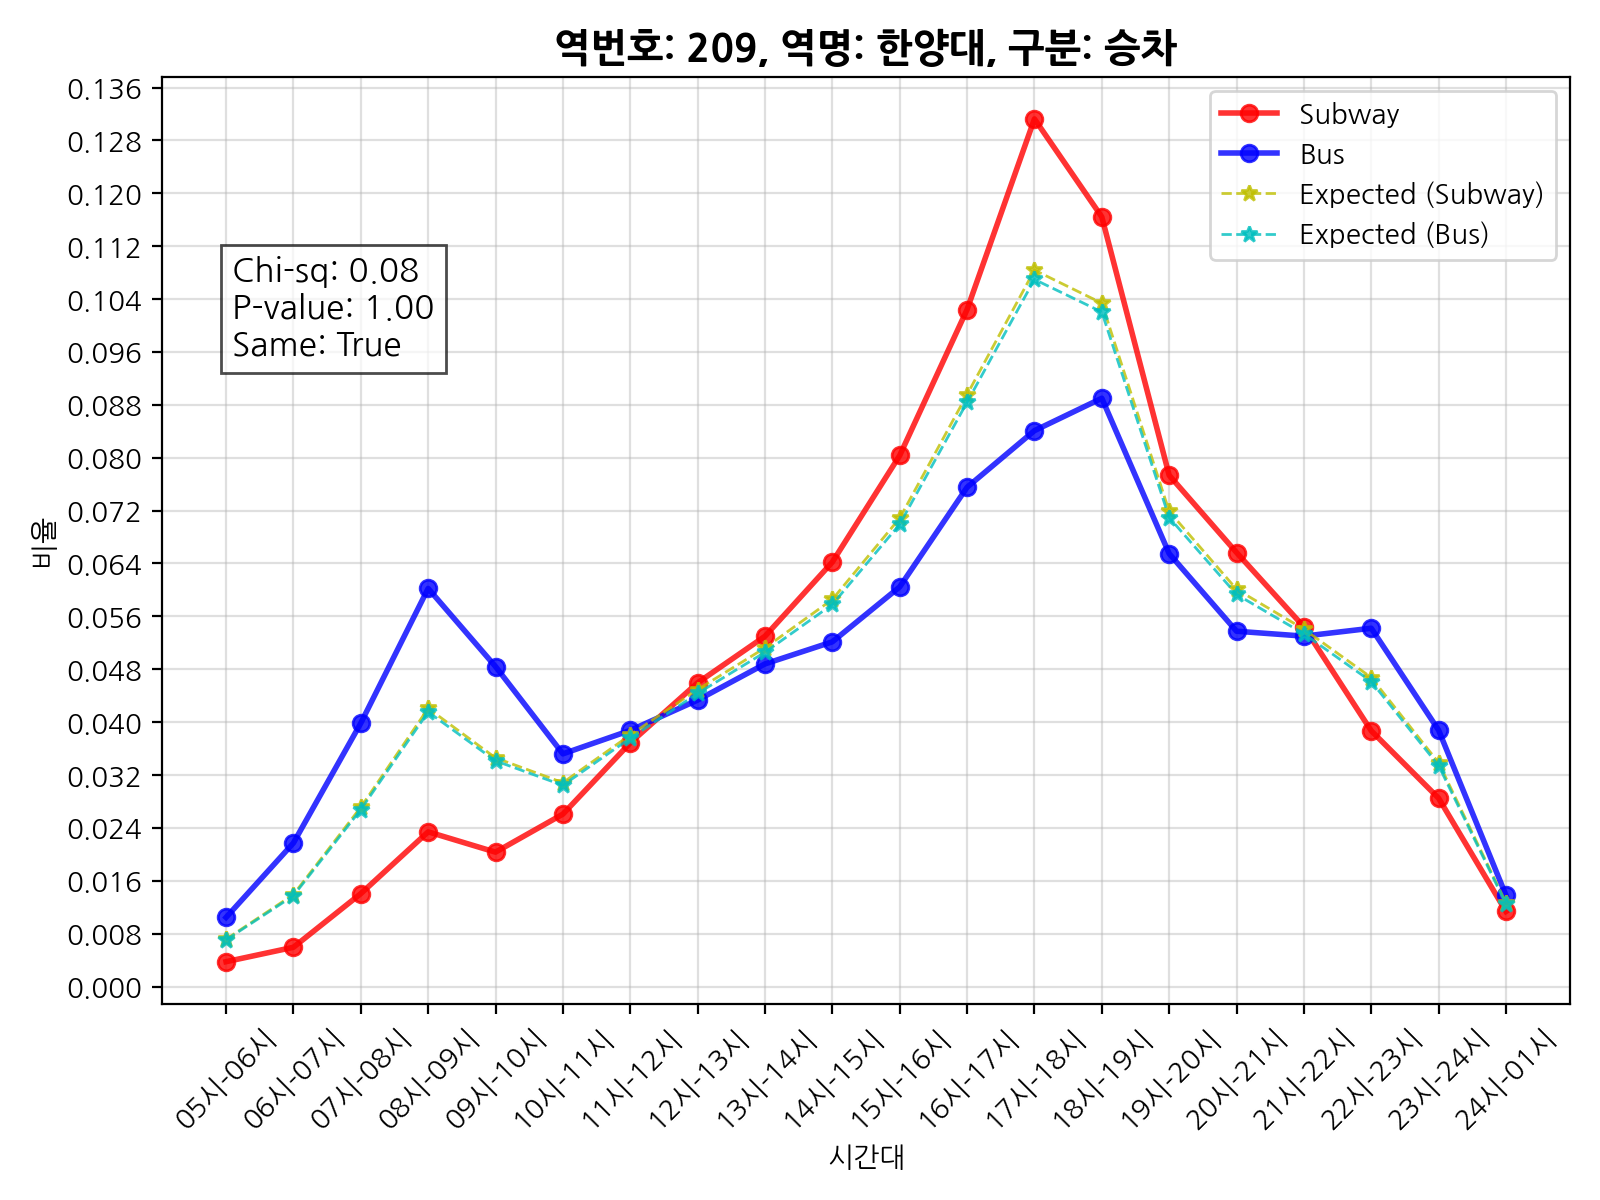 역번호: 209, 역명: 한양대, 구분: 승차
Subway
Bus
Expected (Subway)
Expected (Bus)
Chi-sq: 0.08
P-value: 1.00
Same: True
비율
0.136
0.128
0.120
0.112
0.104
0.096
0.088
0.080
0.072
0.064
0.056
0.048
0.040
0.032
0.024
0.016
0.008
0.000
05시-06시
06시-07시
07시-08시
08시-09시
09시-10시
10시-11시
11시-12시
12시-13시
13시-14시
14시-15시
15시-16시
16시-17시
17시-18시
18시-19시
19시-20시
20시-21시
21시-22시
22시-23시
23시-24시
24시-01시
시간대